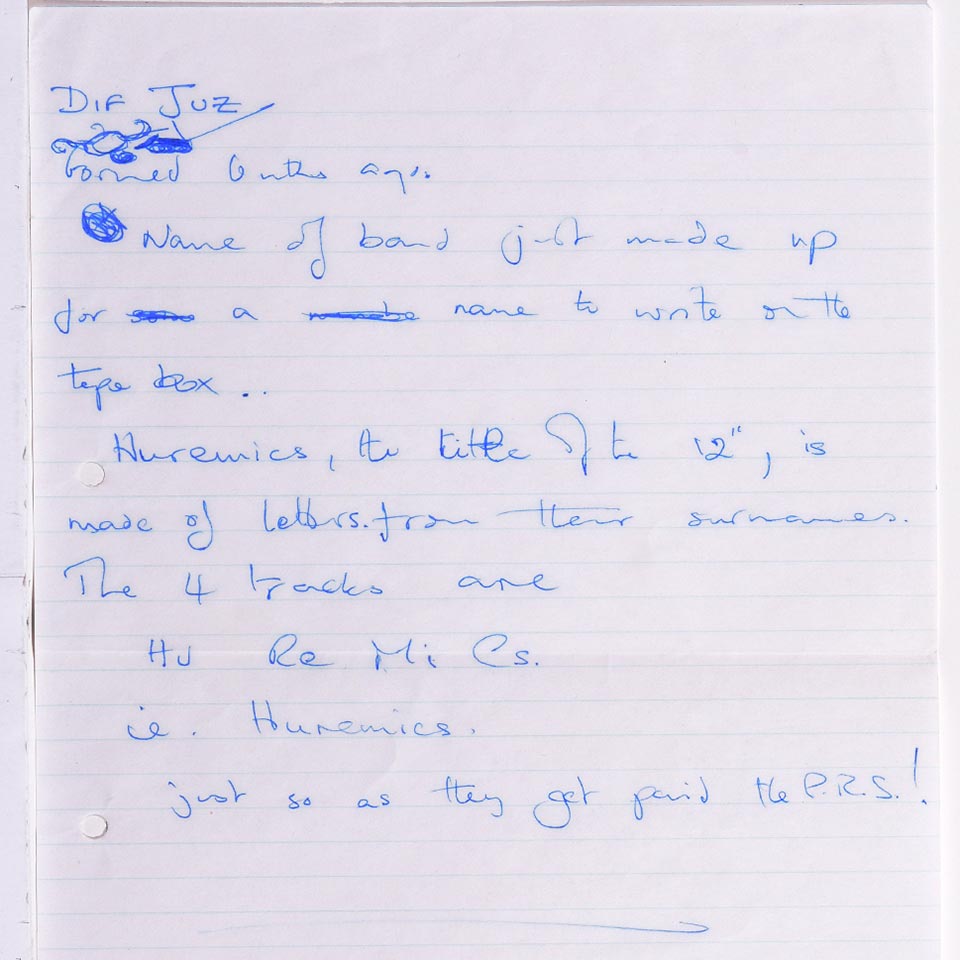 Dif Juz
formed 6 mths ago.
Name of band just made up
for a name to write on the
tape box ..
Huremics, the title of the 12", is
made of letters from their surnames.
The 4 tracks are
Hu Re Mi Cs.
ie. Huremics.
just so as they get paid the P.R.S.!